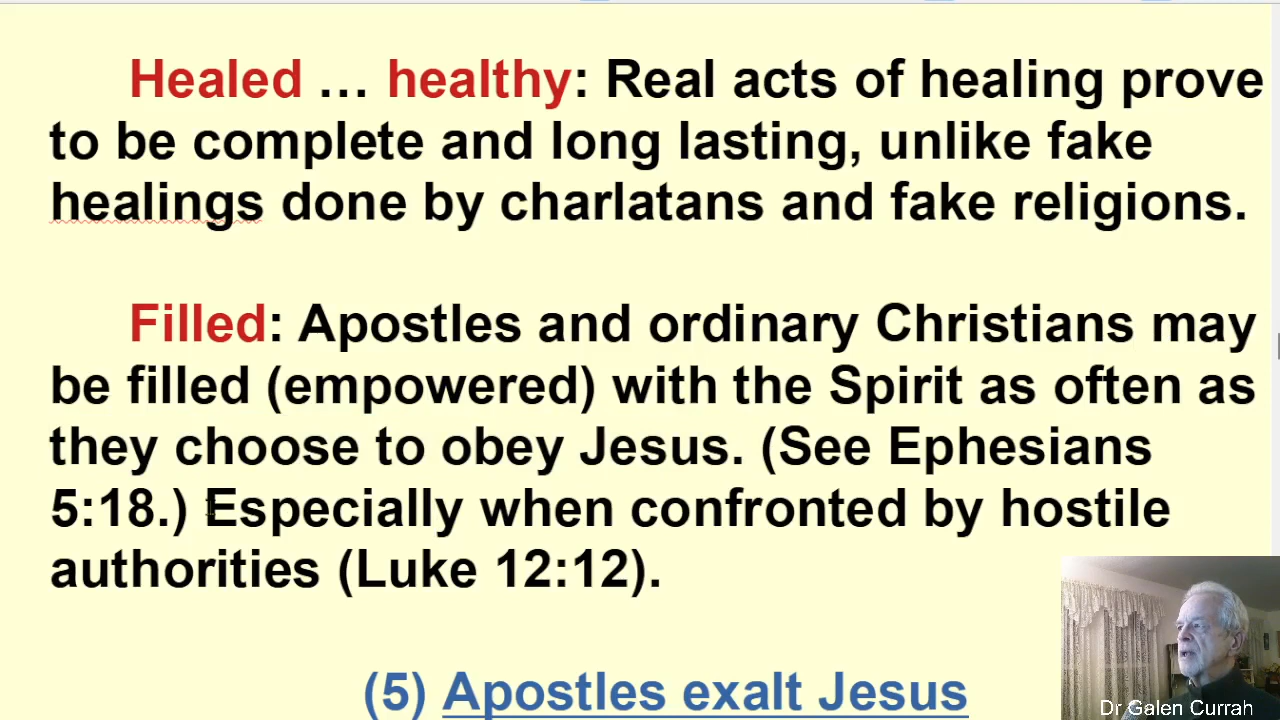 Healed … healthy: Real acts of healing prove
to be complete and long lasting, unlike fake
healings done by charlatans and fake religions.
Filled: Apostles and ordinary Christians may
be filled (empowered) with the Spirit as often as
they choose to obey Jesus. (See Ephesians
5:18.) Especially when confronted by hostile
authorities (Luke 12:12).
(5) Apostles exalt Jesus
Dr Galen Currah